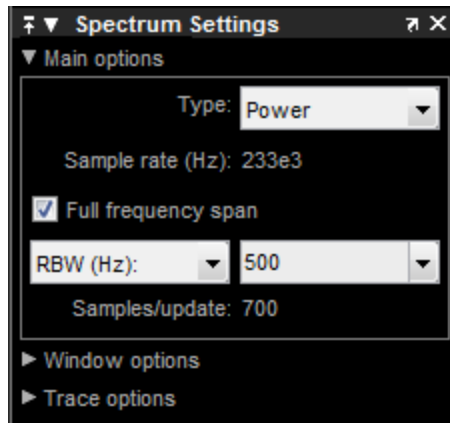 Spectrum Settings
Main options
Type: Power
Sample rate (Hz): 233e3
Full frequency span
RBW (Hz): 500
Samples/update: 700
Window options
Trace options